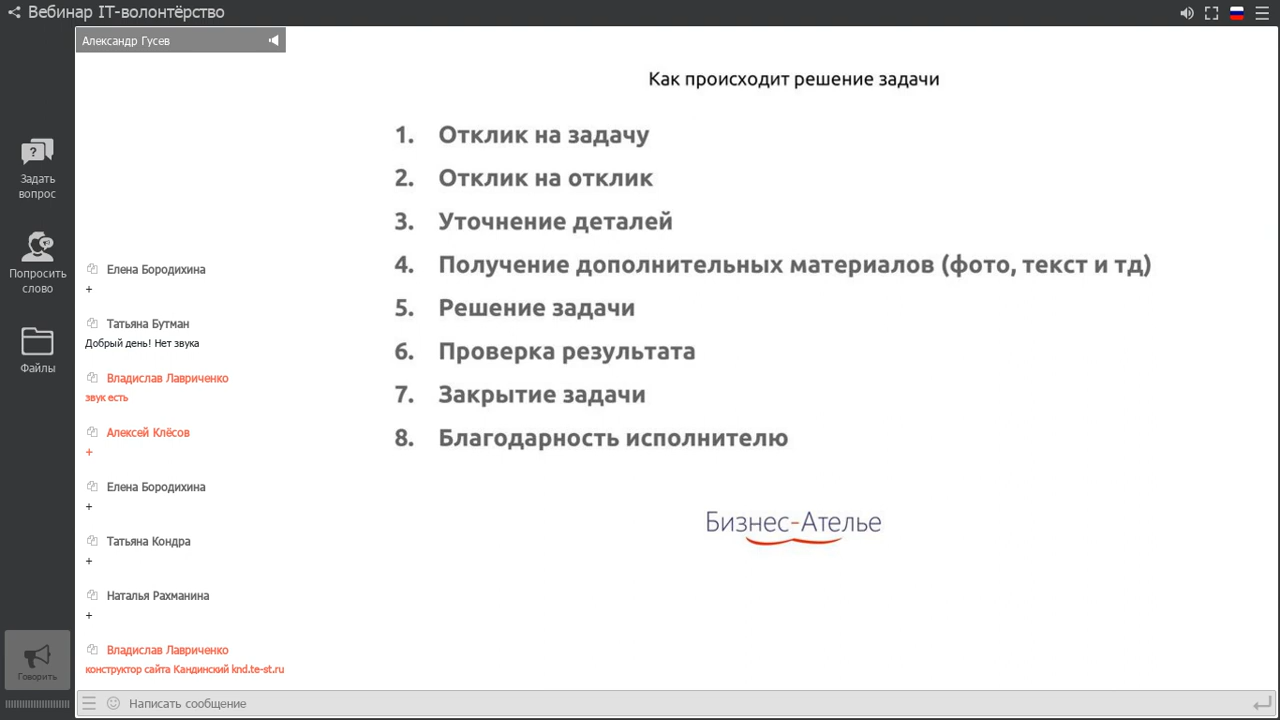 Вебинар IT-волонтёрство
Александр Гусев
Задать
вопрос
Попросить
слово
Файлы
Говорить
Елена Бородихина
+
Татьяна Бутман
Добрый день! Нет звука
Владислав Лавриченко
звук есть
Алексей Клёсов
+
Елена Бородихина
+
Татьяна Кондра
+
Наталья Рахманина
+
Владислав Лавриченко
конструктор сайта Кандинский knd.te-st.ru
Написать сообщение
Как происходит решение задачи
1. Отклик на задачу
2. Отклик на отклик
3. Уточнение деталей
4. Получение дополнительных материалов (фото, текст и тд)
5. Решение задачи
6. Проверка результата
7. Закрытие задачи
8. Благодарность исполнителю
Бизнес-Ателье